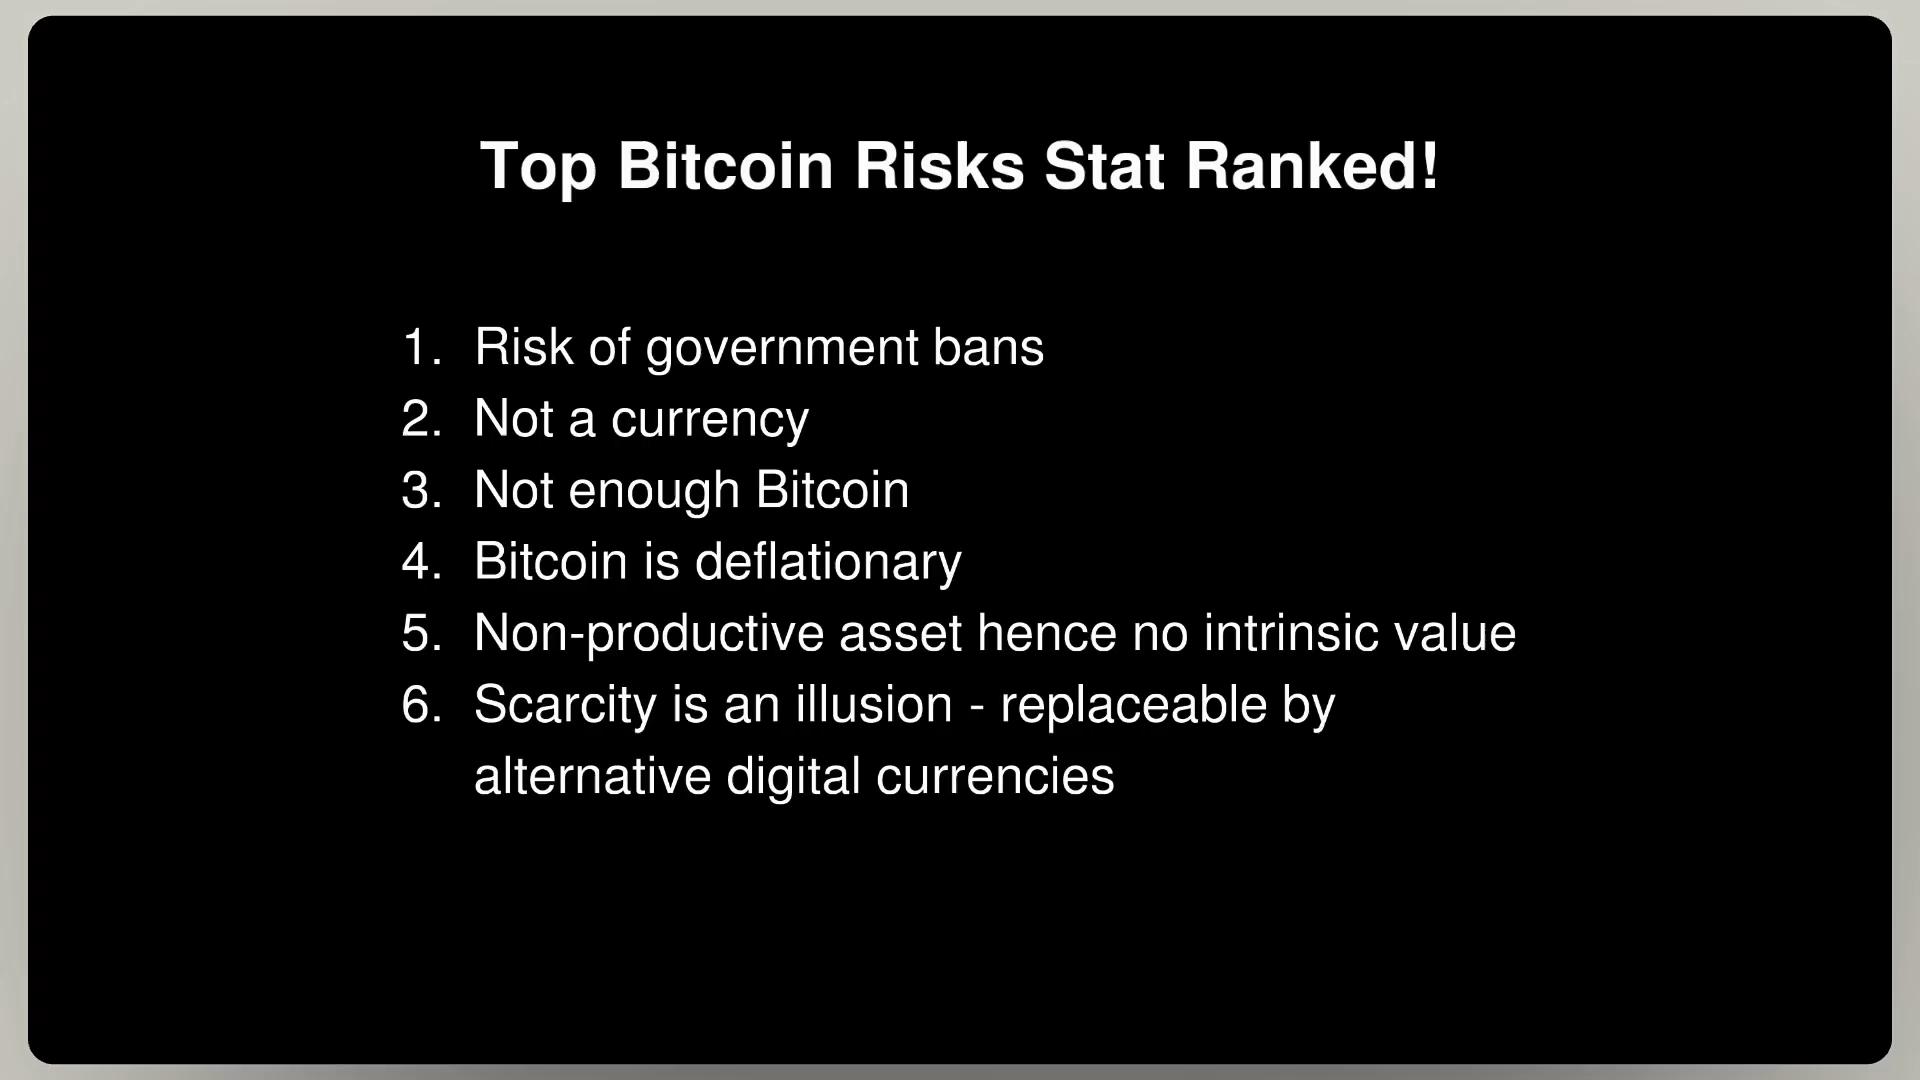 Top Bitcoin Risks Stat Ranked!
1. Risk of government bans
2. Not a currency
3. Not enough Bitcoin
4. Bitcoin is deflationary
5. Non-productive asset hence no intrinsic value
6. Scarcity is an illusion - replaceable by
alternative digital currencies